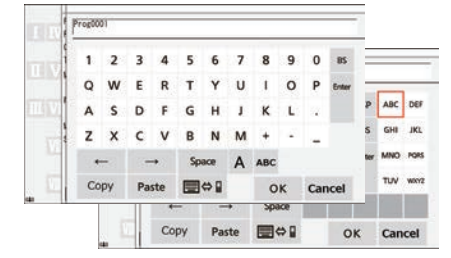 Prog0001
1 2 3 4 5 6 7 8 9 0 BS
Q W E R T Y U I O P Enter
A S D F G H J K L .
Z X C V B N M + - _
← → Space A ABC
Copy Paste ⇔ OK Cancel
P ABC DEF
S GHI JKL
MNO PQRS
TUV WXYZ
← → Space
Copy Paste ⇔ OK Cancel